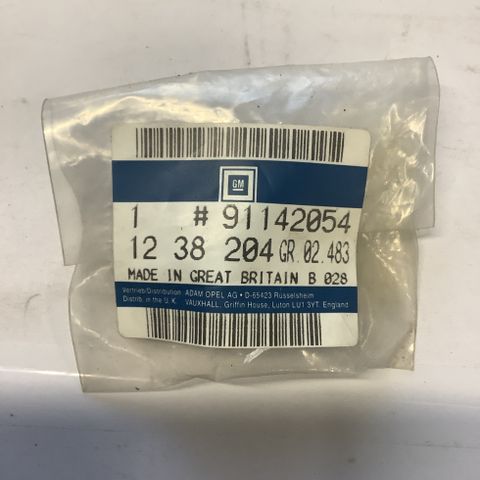 GM
1 # 91142054
12 38 204 GR.02.483
MADE IN GREAT BRITAIN B 028
Vertrieb/Distribution ADAM OPEL AG • D-65423 Rüsselsheim
Distrib. in the U.K. VAUXHALL, Griffin House, Luton LU1 3YT, England